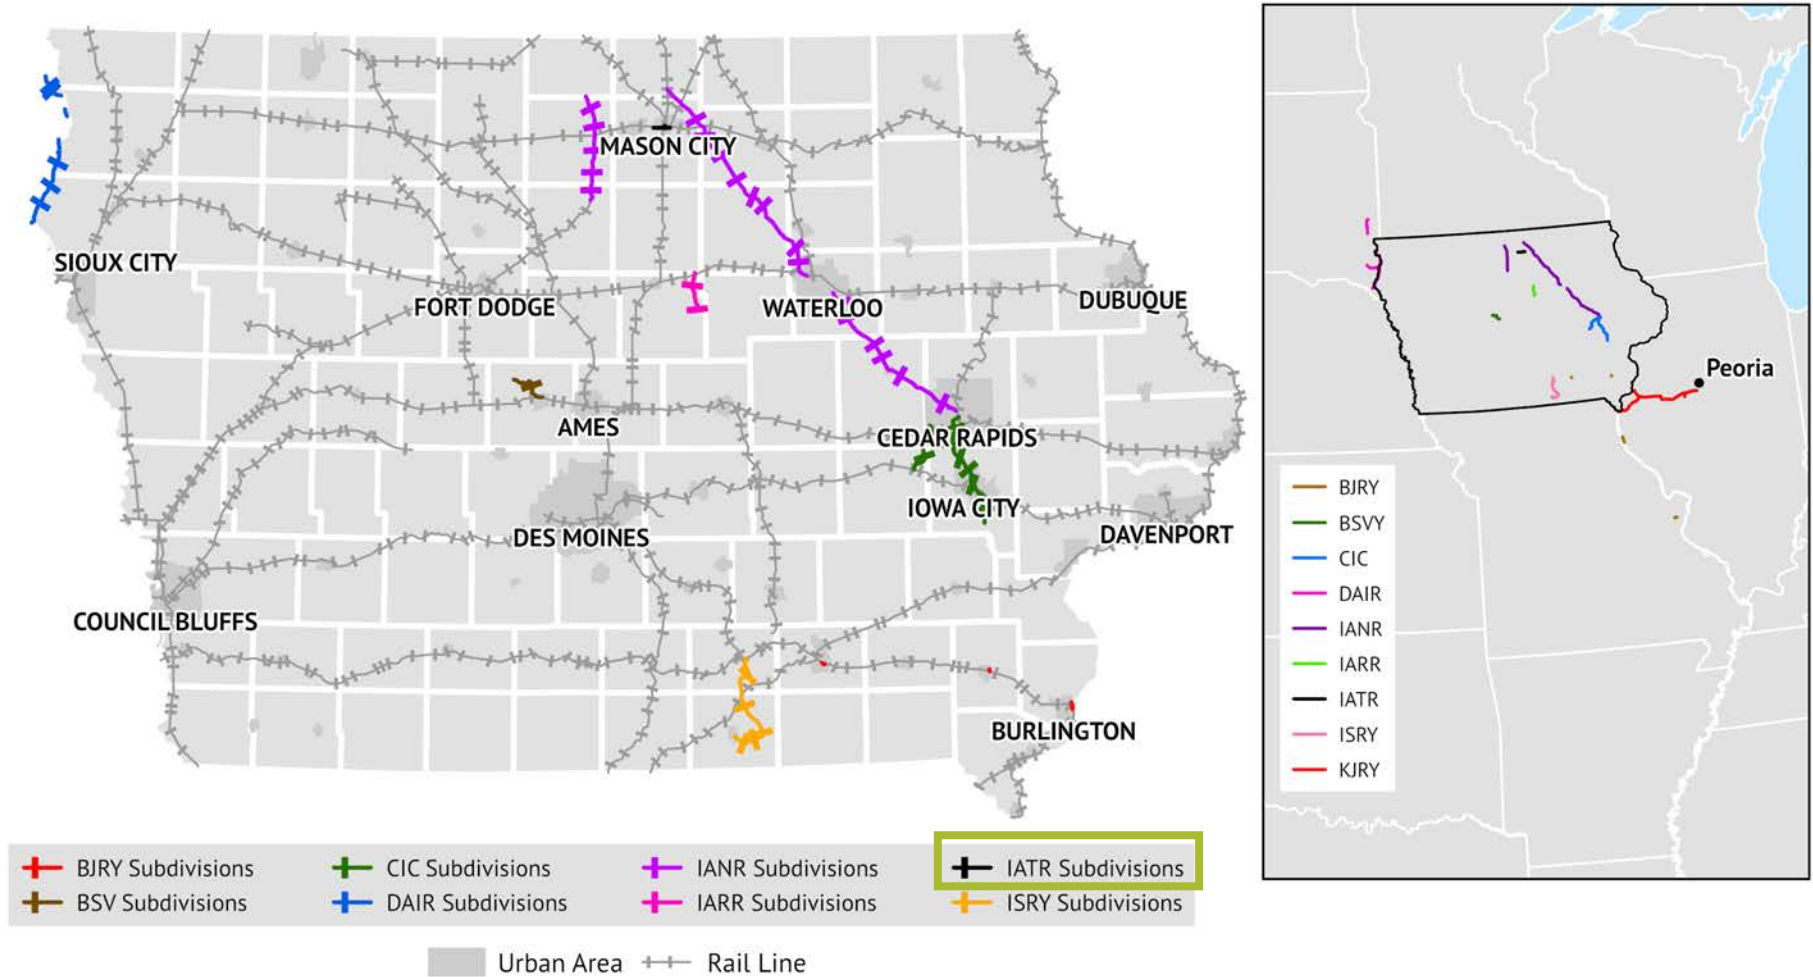 MASON CITY
SIOUX CITY
FORT DODGE
WATERLOO
DUBUQUE
AMES
CEDAR RAPIDS
IOWA CITY
DES MOINES
DAVENPORT
COUNCIL BLUFFS
BURLINGTON
BJRY Subdivisions
CIC Subdivisions
IANR Subdivisions
IATR Subdivisions
BSV Subdivisions
DAIR Subdivisions
IARR Subdivisions
ISRY Subdivisions
Urban Area
Rail Line
Peoria
BJRY
BSVY
CIC
DAIR
IANR
IARR
IATR
ISRY
KJRY